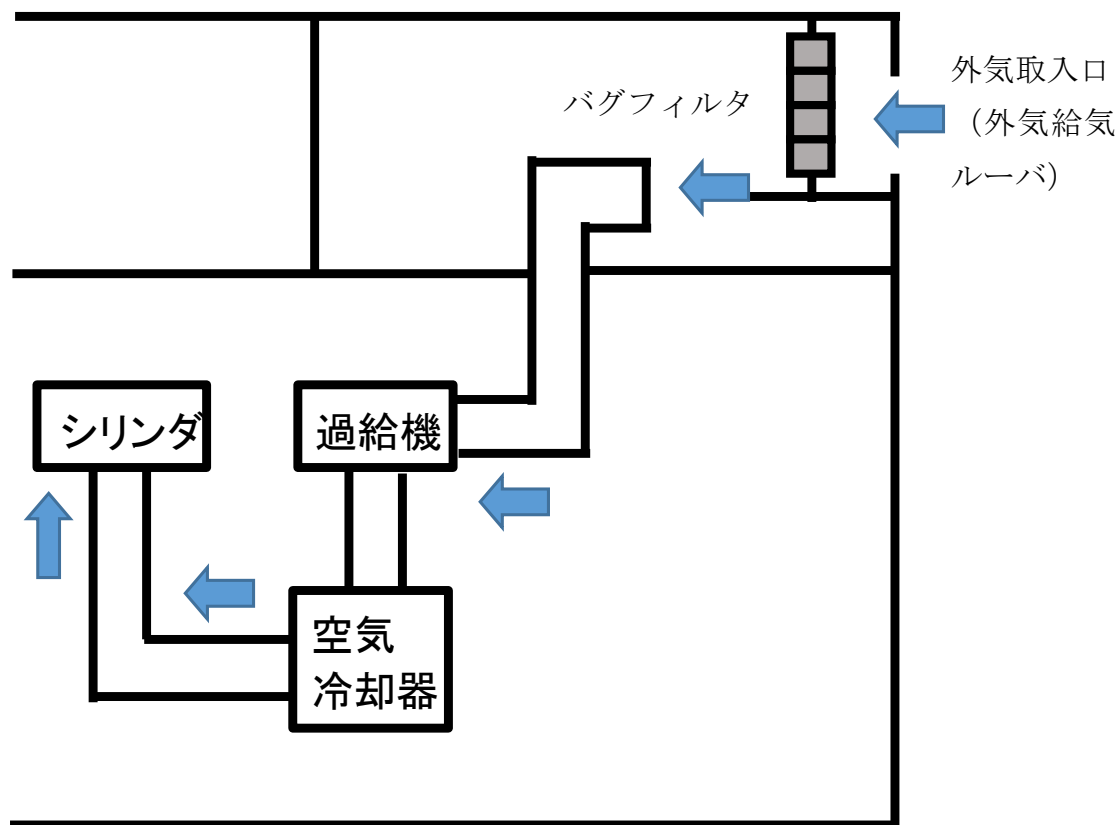 外気取入口
（外気給気
ルーバ）
バグフィルタ
シリンダ
過給機
空気
冷却器